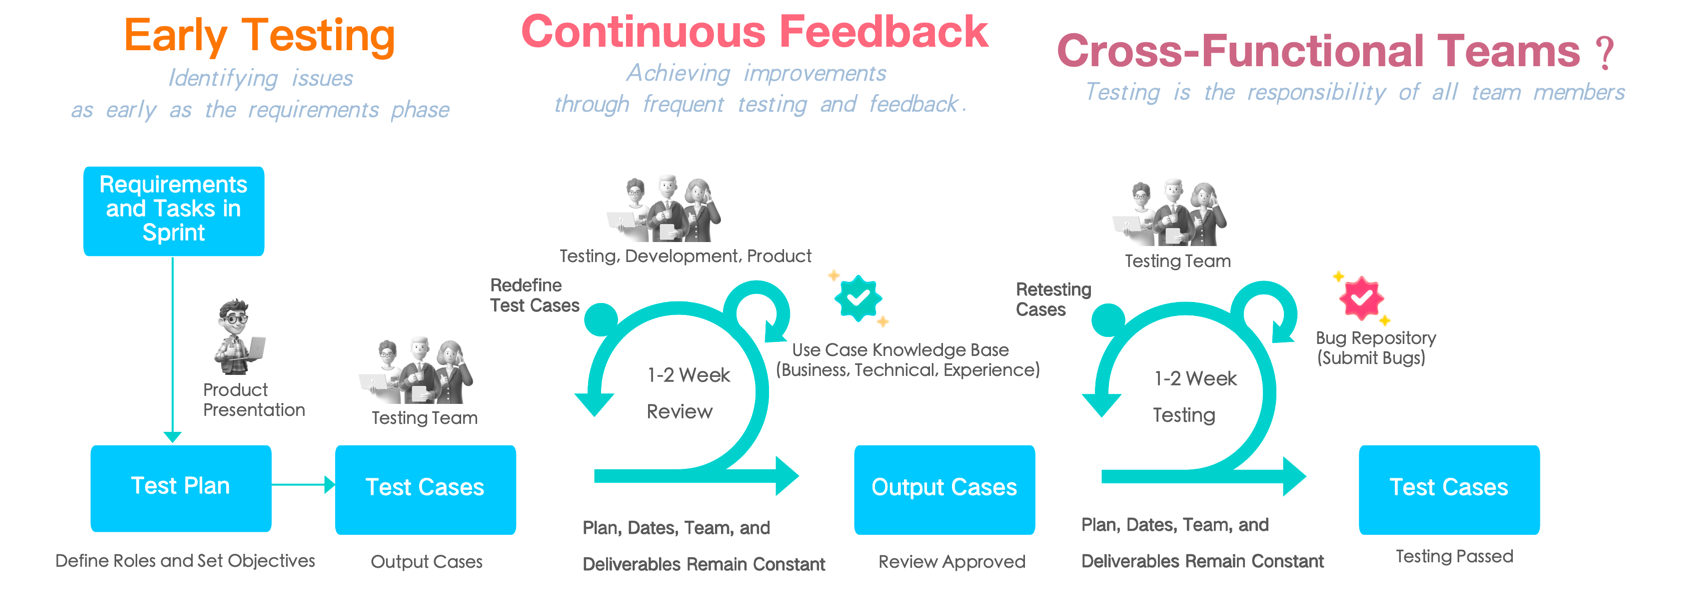 Early Testing
Identifying issues
as early as the requirements phase
Requirements
and Tasks in
Sprint
Product
Presentation
Testing Team
Test Plan
Test Cases
Define Roles and Set Objectives
Output Cases
Continuous Feedback
Achieving improvements
through frequent testing and feedback.
Testing, Development, Product
Redefine
Test Cases
Use Case Knowledge Base
(Business, Technical, Experience)
1-2 Week
Review
Output Cases
Plan, Dates, Team, and
Deliverables Remain Constant
Review Approved
Cross-Functional Teams ?
Testing is the responsibility of all team members
Testing Team
Retesting
Cases
Bug Repository
(Submit Bugs)
1-2 Week
Testing
Test Cases
Plan, Dates, Team, and
Deliverables Remain Constant
Testing Passed